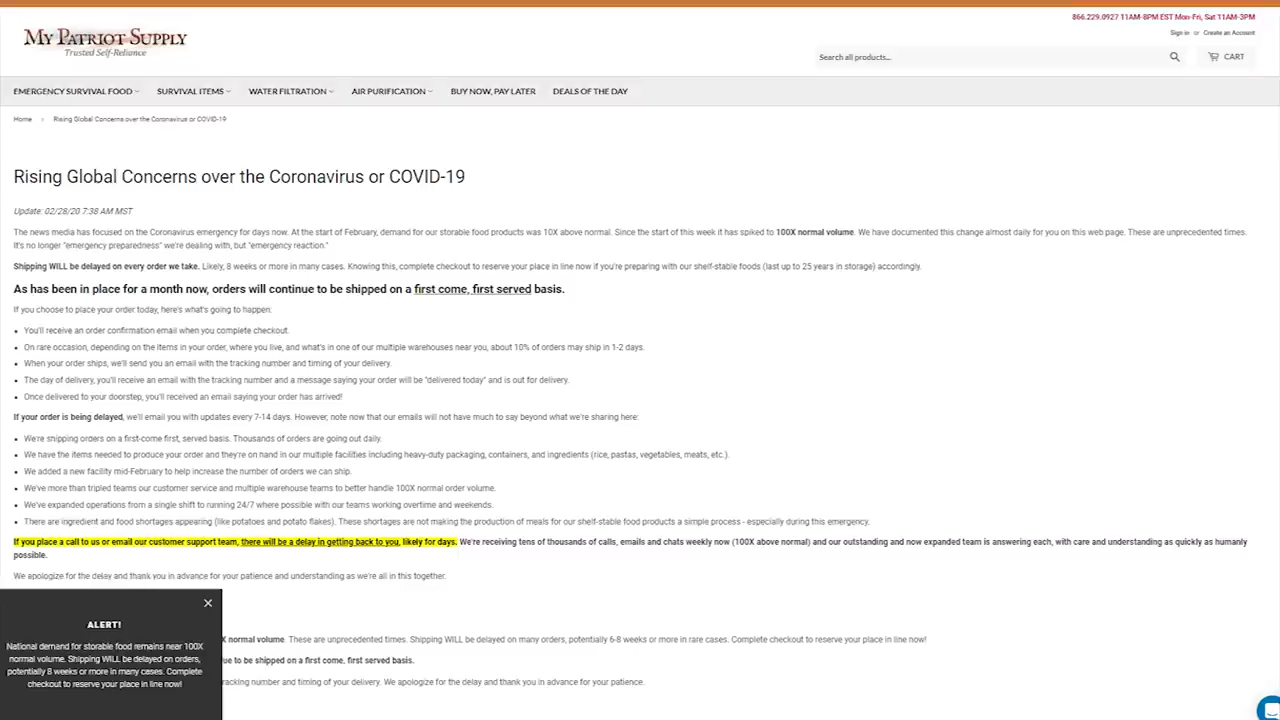 866.229.0927 11AM-8PM EST Mon-Fri, Sat 11AM-3PM
My Patriot Supply
Trusted Self-Reliance
Sign in or Create an Account
Search all products...
CART
EMERGENCY SURVIVAL FOOD SURVIVAL ITEMS WATER FILTRATION AIR PURIFICATION BUY NOW, PAY LATER DEALS OF THE DAY
Home › Rising Global Concerns over the Coronavirus or COVID-19
Rising Global Concerns over the Coronavirus or COVID-19
Update: 02/28/20 7:38 AM MST
The news media has focused on the Coronavirus emergency for days now. At the start of February, demand for our storable food products was 10X above normal. Since the start of this week it has spiked to 100X normal volume. We have documented this change almost daily for you on this web page. These are unprecedented times.
It's no longer "emergency preparedness" we're dealing with, but "emergency reaction."
Shipping WILL be delayed on every order we take. Likely, 8 weeks or more in many cases. Knowing this, complete checkout to reserve your place in line now if you're preparing with our shelf-stable foods (last up to 25 years in storage) accordingly.
As has been in place for a month now, orders will continue to be shipped on a first come, first served basis.
If you choose to place your order today, here's what's going to happen:
• You'll receive an order confirmation email when you complete checkout.
• On rare occasion, depending on the items in your order, where you live, and what's in one of our multiple warehouses near you, about 10% of orders may ship in 1-2 days.
• When your order ships, we'll send you an email with the tracking number and timing of your delivery.
• The day of delivery, you'll receive an email with the tracking number and a message saying your order will be "delivered today" and is out for delivery.
• Once delivered to your doorstep, you'll received an email saying your order has arrived!
If your order is being delayed, we'll email you with updates every 7-14 days. However, note now that our emails will not have much to say beyond what we're sharing here:
• We're shipping orders on a first-come first, served basis. Thousands of orders are going out daily.
• We have the items needed to produce your order and they're on hand in our multiple facilities including heavy-duty packaging, containers, and ingredients (rice, pastas, vegetables, meats, etc.).
• We added a new facility mid-February to help increase the number of orders we can ship.
• We've more than tripled teams our customer service and multiple warehouse teams to better handle 100X normal order volume.
• We've expanded operations from a single shift to running 24/7 where possible with our teams working overtime and weekends.
• There are ingredient and food shortages appearing (like potatoes and potato flakes). These shortages are not making the production of meals for our shelf-stable food products a simple process - especially during this emergency.
If you place a call to us or email our customer support team, there will be a delay in getting back to you, likely for days. We're receiving tens of thousands of calls, emails and chats weekly now (100X above normal) and our outstanding and now expanded team is answering each, with care and understanding as quickly as humanly
possible.
We apologize for the delay and thank you in advance for your patience and understanding as we're all in this together.
X normal volume. These are unprecedented times. Shipping WILL be delayed on many orders, potentially 6-8 weeks or more in rare cases. Complete checkout to reserve your place in line now!
ue to be shipped on a first come, first served basis.
racking number and timing of your delivery. We apologize for the delay and thank you in advance for your patience.
ALERT!
National demand for storable food remains near 100X
normal volume. Shipping WILL be delayed on orders,
potentially 8 weeks or more in many cases. Complete
checkout to reserve your place in line now!